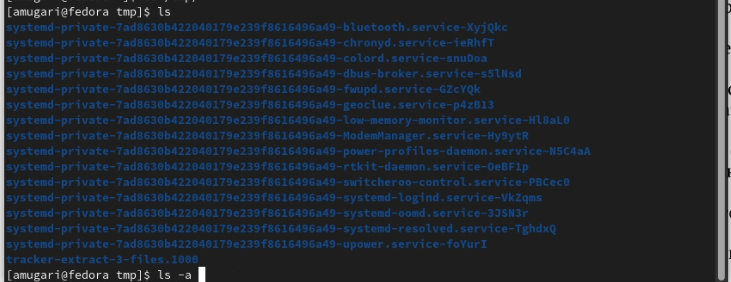 [amugari@fedora tmp]$ ls
systemd-private-7ad8630b422040179e239f8616496a49-bluetooth.service-XyjQkc
systemd-private-7ad8630b422040179e239f8616496a49-chronyd.service-ieRhfT
systemd-private-7ad8630b422040179e239f8616496a49-colord.service-snuDoa
systemd-private-7ad8630b422040179e239f8616496a49-dbus-broker.service-s5lNsd
systemd-private-7ad8630b422040179e239f8616496a49-fwupd.service-GZcYQk
systemd-private-7ad8630b422040179e239f8616496a49-geoclue.service-p4zB13
systemd-private-7ad8630b422040179e239f8616496a49-low-memory-monitor.service-Hl8aL0
systemd-private-7ad8630b422040179e239f8616496a49-ModemManager.service-Hy9ytR
systemd-private-7ad8630b422040179e239f8616496a49-power-profiles-daemon.service-N5C4aA
systemd-private-7ad8630b422040179e239f8616496a49-rtkit-daemon.service-OeBF1p
systemd-private-7ad8630b422040179e239f8616496a49-switcheroo-control.service-PBCec0
systemd-private-7ad8630b422040179e239f8616496a49-systemd-logind.service-VkZqms
systemd-private-7ad8630b422040179e239f8616496a49-systemd-oomd.service-3JSN3r
systemd-private-7ad8630b422040179e239f8616496a49-systemd-resolved.service-TghdxQ
systemd-private-7ad8630b422040179e239f8616496a49-upower.service-foYurI
tracker-extract-3-files.1000
[amugari@fedora tmp]$ ls -a